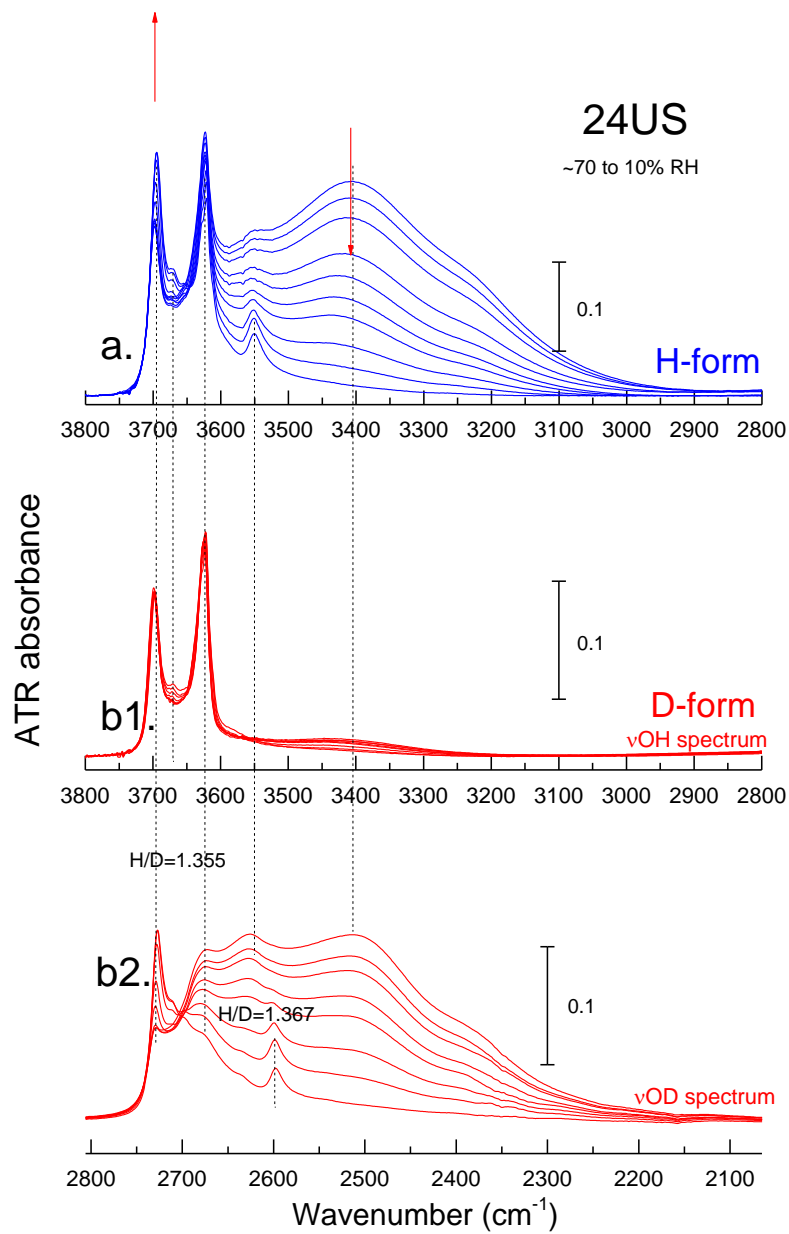 24US
~70 to 10% RH
0.1
a.
H-form
3800 3700 3600 3500 3400 3300 3200 3100 3000 2900 2800
ATR absorbance
0.1
b1.
D-form
νOH spectrum
3800 3700 3600 3500 3400 3300 3200 3100 3000 2900 2800
H/D=1.355
b2.
0.1
H/D=1.367
νOD spectrum
2800 2700 2600 2500 2400 2300 2200 2100
Wavenumber (cm⁻¹)